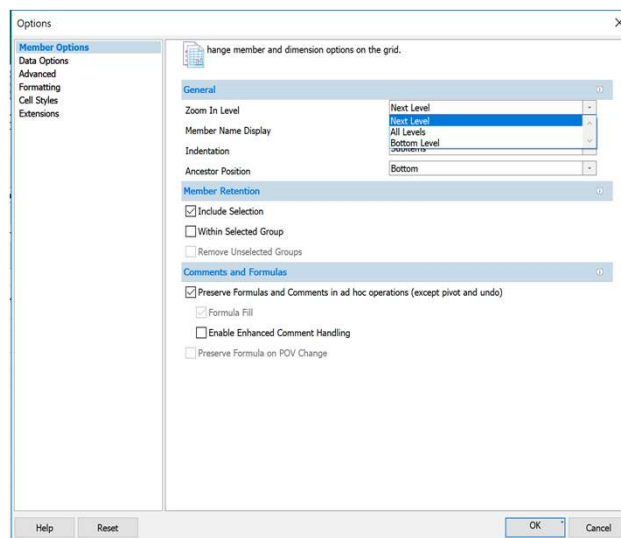 Options
Member Options
Data Options
Advanced
Formatting
Cell Styles
Extensions
hange member and dimension options on the grid.
General
Zoom In Level
Next Level
Next Level
All Levels
Bottom Level
Member Name Display
Indentation
Subitems
Ancestor Position
Bottom
Member Retention
Include Selection
Within Selected Group
Remove Unselected Groups
Comments and Formulas
Preserve Formulas and Comments in ad hoc operations (except pivot and undo)
Formula Fill
Enable Enhanced Comment Handling
Preserve Formula on POV Change
Help
Reset
OK
Cancel